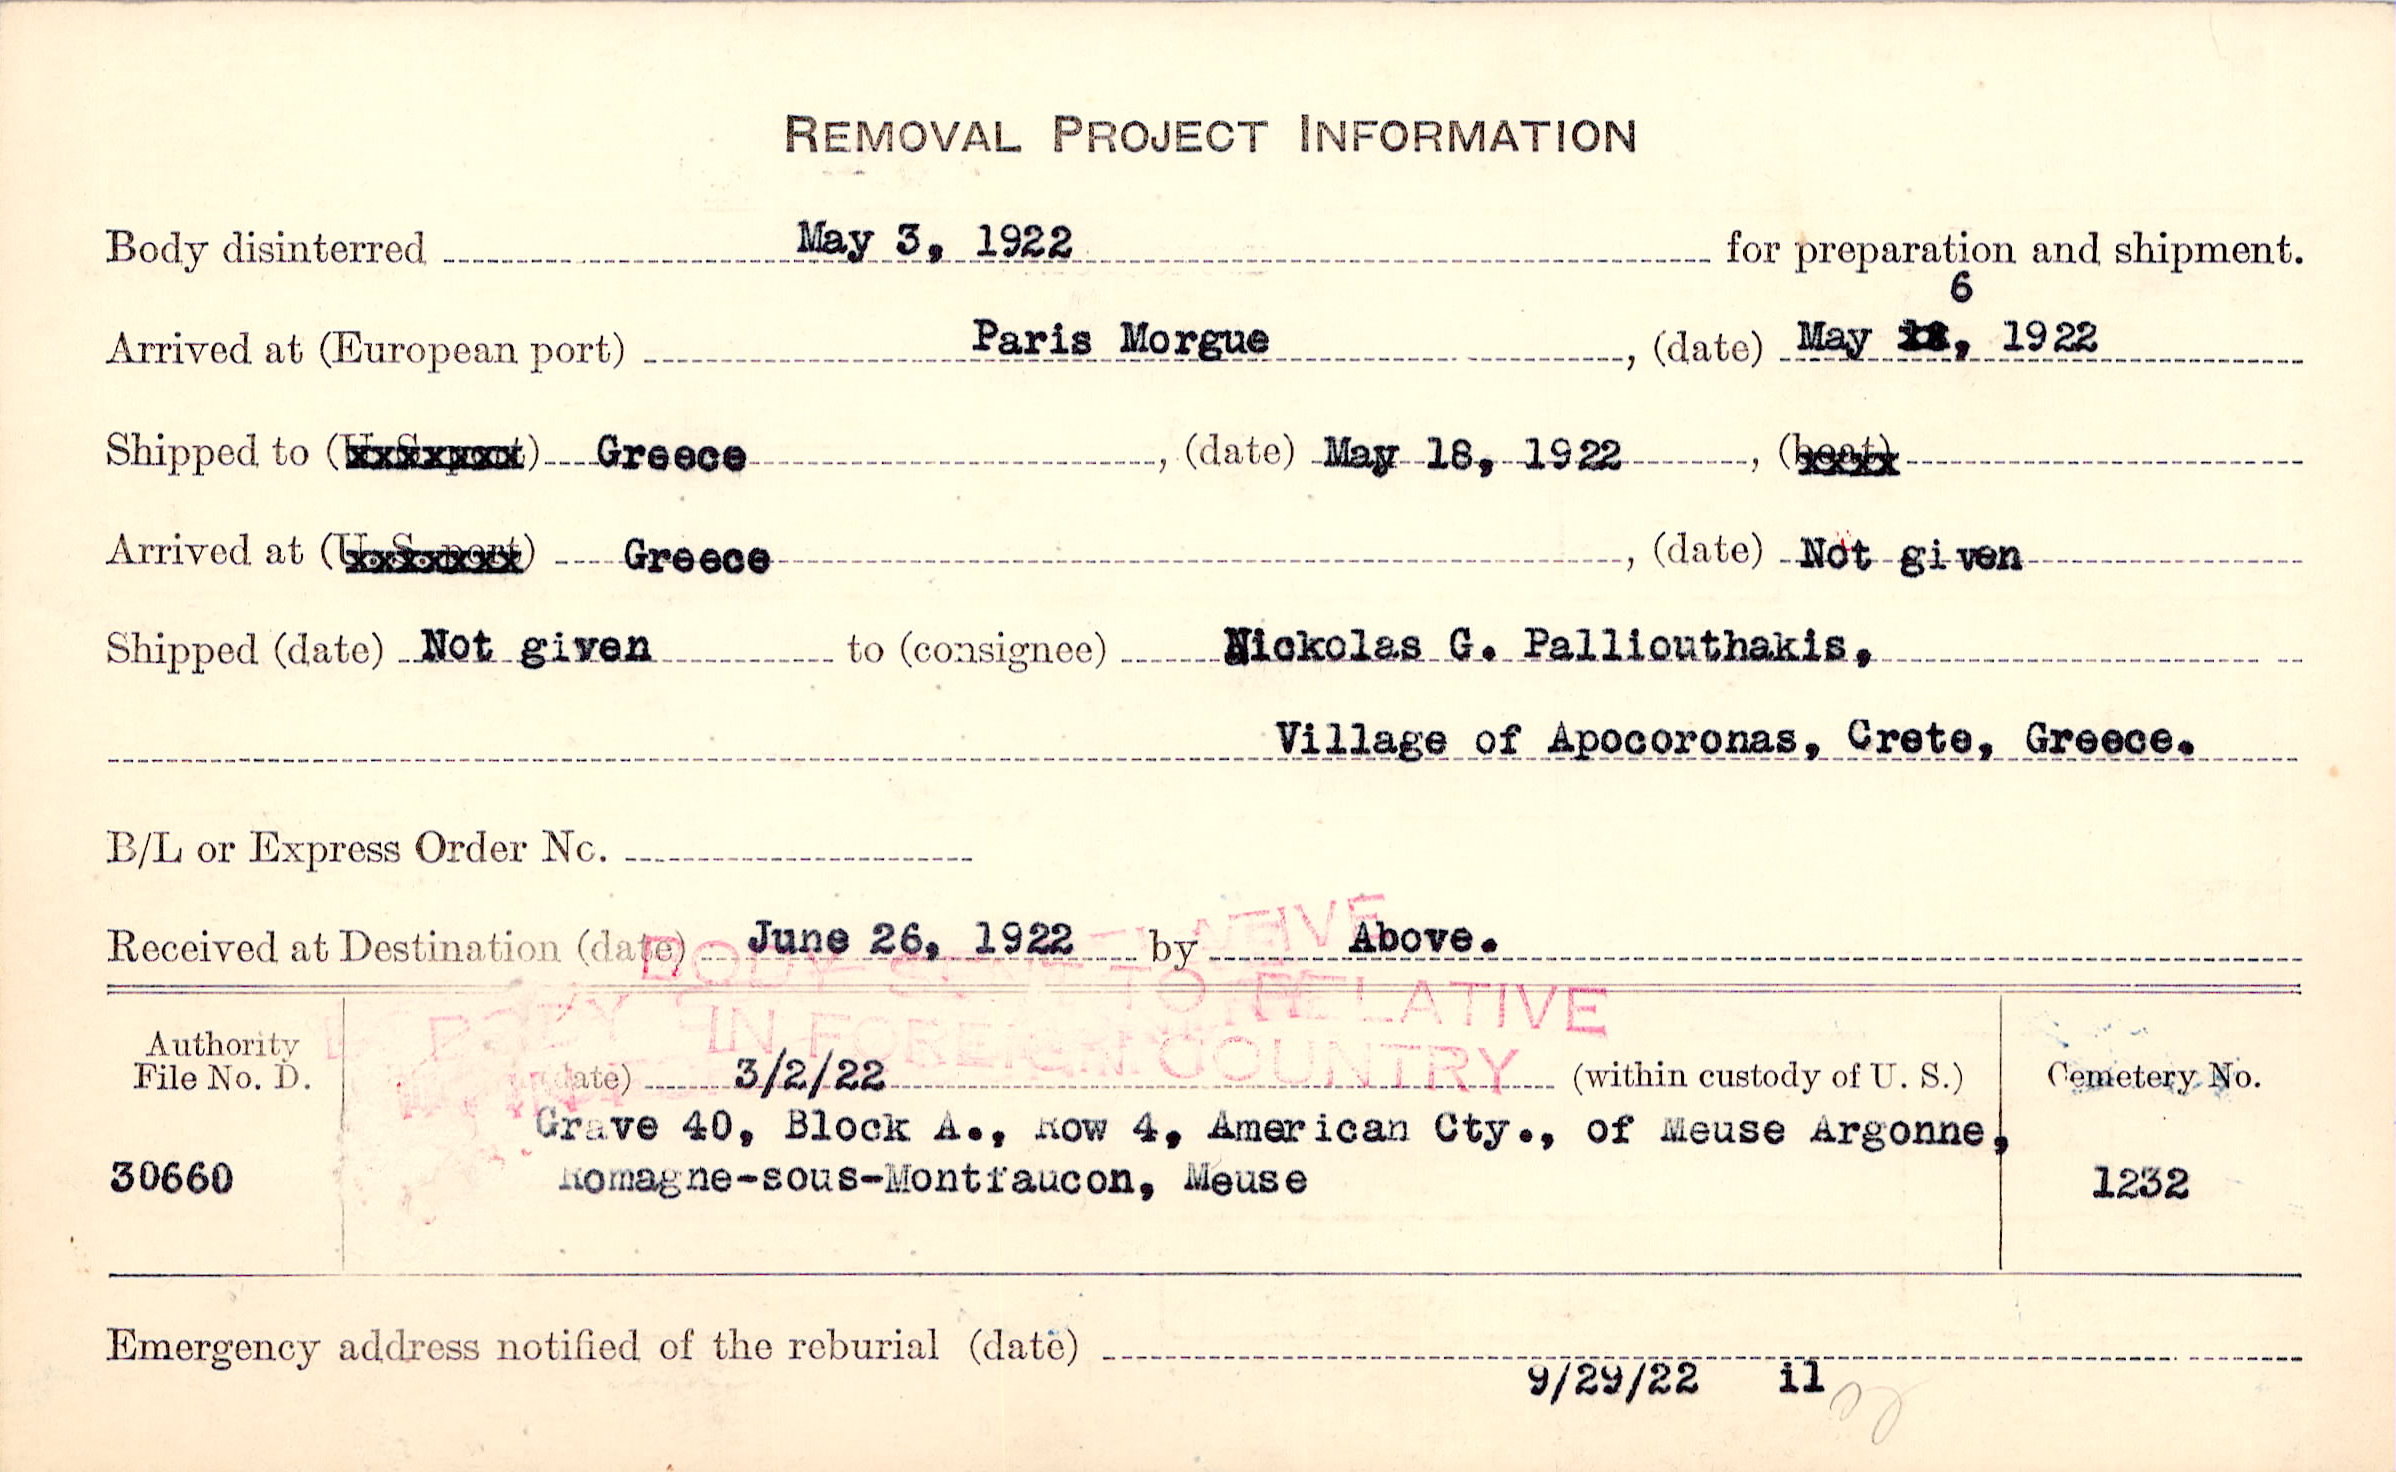 REMOVAL PROJECT INFORMATION
Body disinterred May 3, 1922 for preparation and shipment.
6
Arrived at (European port) Paris Morgue, (date) May 18, 1922
Shipped to (U. S. port) Greece, (date) May 18, 1922, (boat)
Arrived at (U. S. port) Greece, (date) Not given
Shipped (date) Not given to (consignee) Nickolas G. Palliouthakis,
Village of Apocoronas, Crete, Greece.
B/L or Express Order No.
Received at Destination (date) June 26, 1922 by Above.
BODY TO RELATIVE
IN FOREIGN COUNTRY
Authority
File No. D. (date) 3/2/22 (within custody of U. S.) Cemetery No.
Grave 40, Block A., Row 4, American Cty., of Meuse Argonne,
30660 Romagne-sous-Montfaucon, Meuse 1232
Emergency address notified of the reburial (date)
9/29/22 il